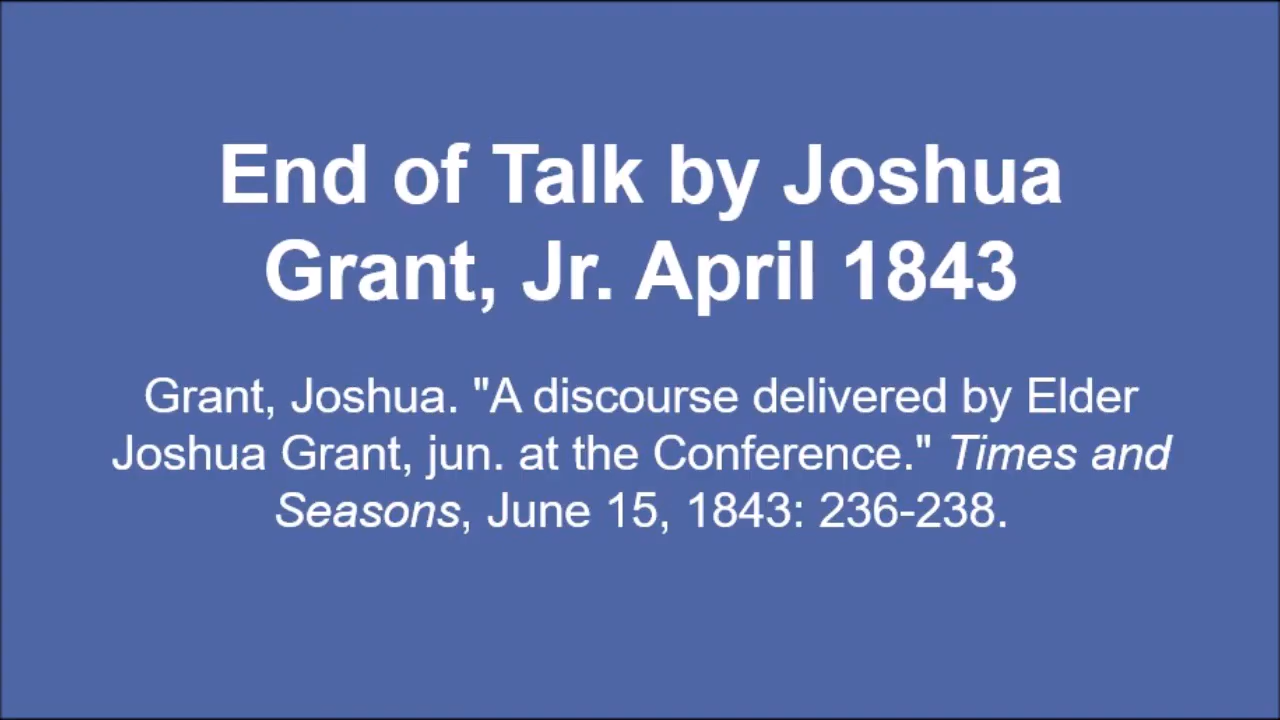 End of Talk by Joshua
Grant, Jr. April 1843
Grant, Joshua. "A discourse delivered by Elder
Joshua Grant, jun. at the Conference." Times and
Seasons, June 15, 1843: 236-238.